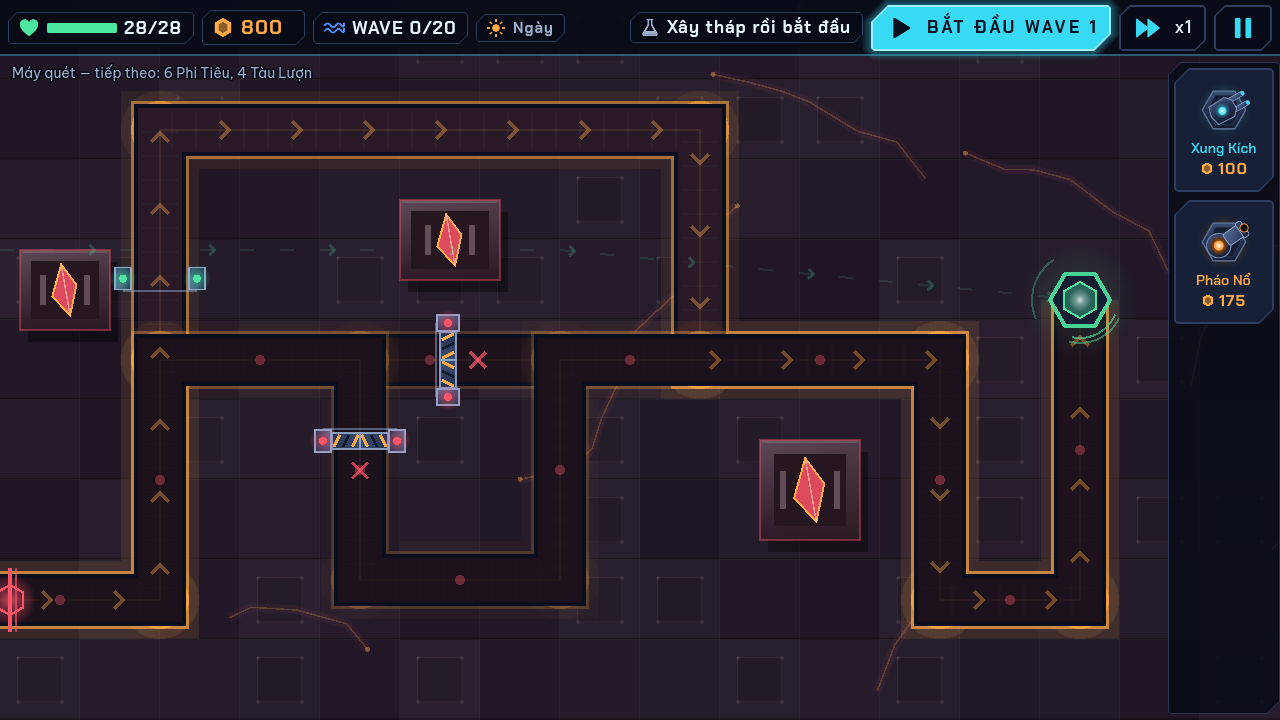 28/28
800
WAVE 0/20
Ngày
Xây tháp rồi bắt đầu
BẮT ĐẦU WAVE 1
x1
Máy quét — tiếp theo: 6 Phi Tiêu, 4 Tàu Lượn
Xung Kích
100
Pháo Nổ
175